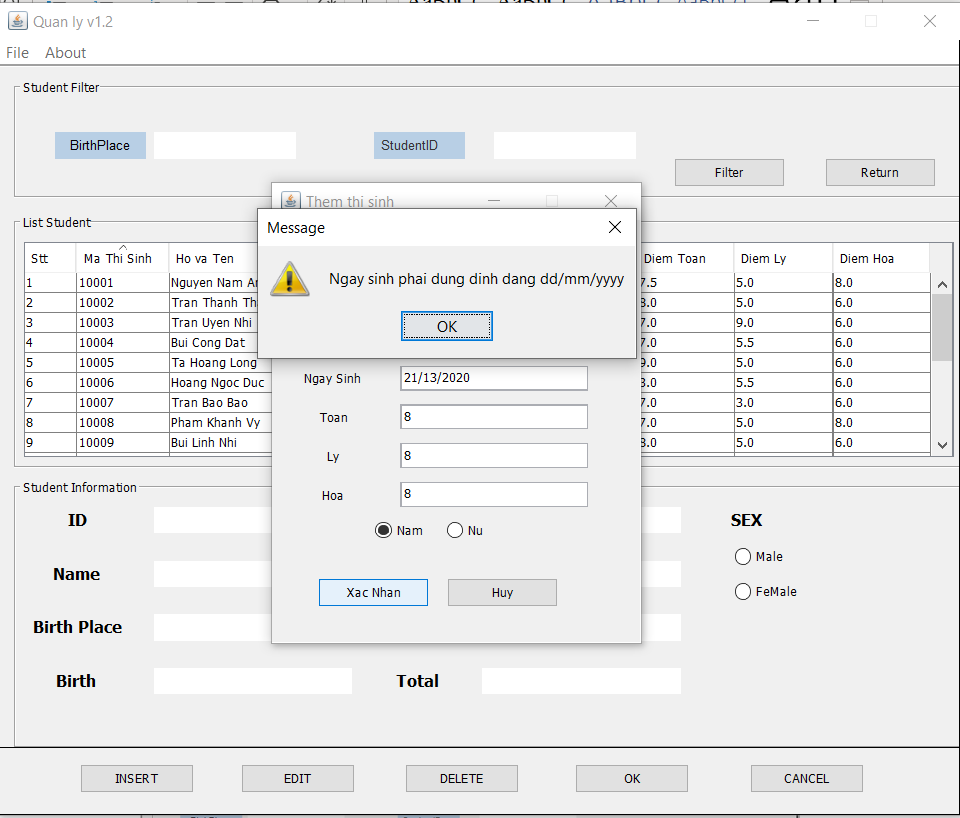 Quan ly v1.2
File About
Student Filter
BirthPlace StudentID
Filter Return
Them thi sinh
Message
Ngay sinh phai dung dinh dang dd/mm/yyyy
OK
List Student
Stt Ma Thi Sinh Ho va Ten Diem Toan Diem Ly Diem Hoa
1 10001 Nguyen Nam 7.5 5.0 8.0
2 10002 Tran Thanh 8.0 5.0 6.0
3 10003 Tran Uyen Nhi 7.0 9.0 6.0
4 10004 Bui Cong Dat 7.0 5.5 6.0
5 10005 Ta Hoang Long 9.0 5.0 6.0
6 10006 Hoang Ngoc Duc 3.0 5.5 6.0
7 10007 Tran Bao Bao 7.0 3.0 6.0
8 10008 Pham Khanh Vy 7.0 5.0 8.0
9 10009 Bui Linh Nhi 8.0 5.0 6.0
Ngay Sinh 21/13/2020
Toan 8
Ly 8
Hoa 8
Nam Nu
Xac Nhan Huy
Student Information
ID
Name
Birth Place
Birth Total
SEX
Male
FeMale
INSERT EDIT DELETE OK CANCEL